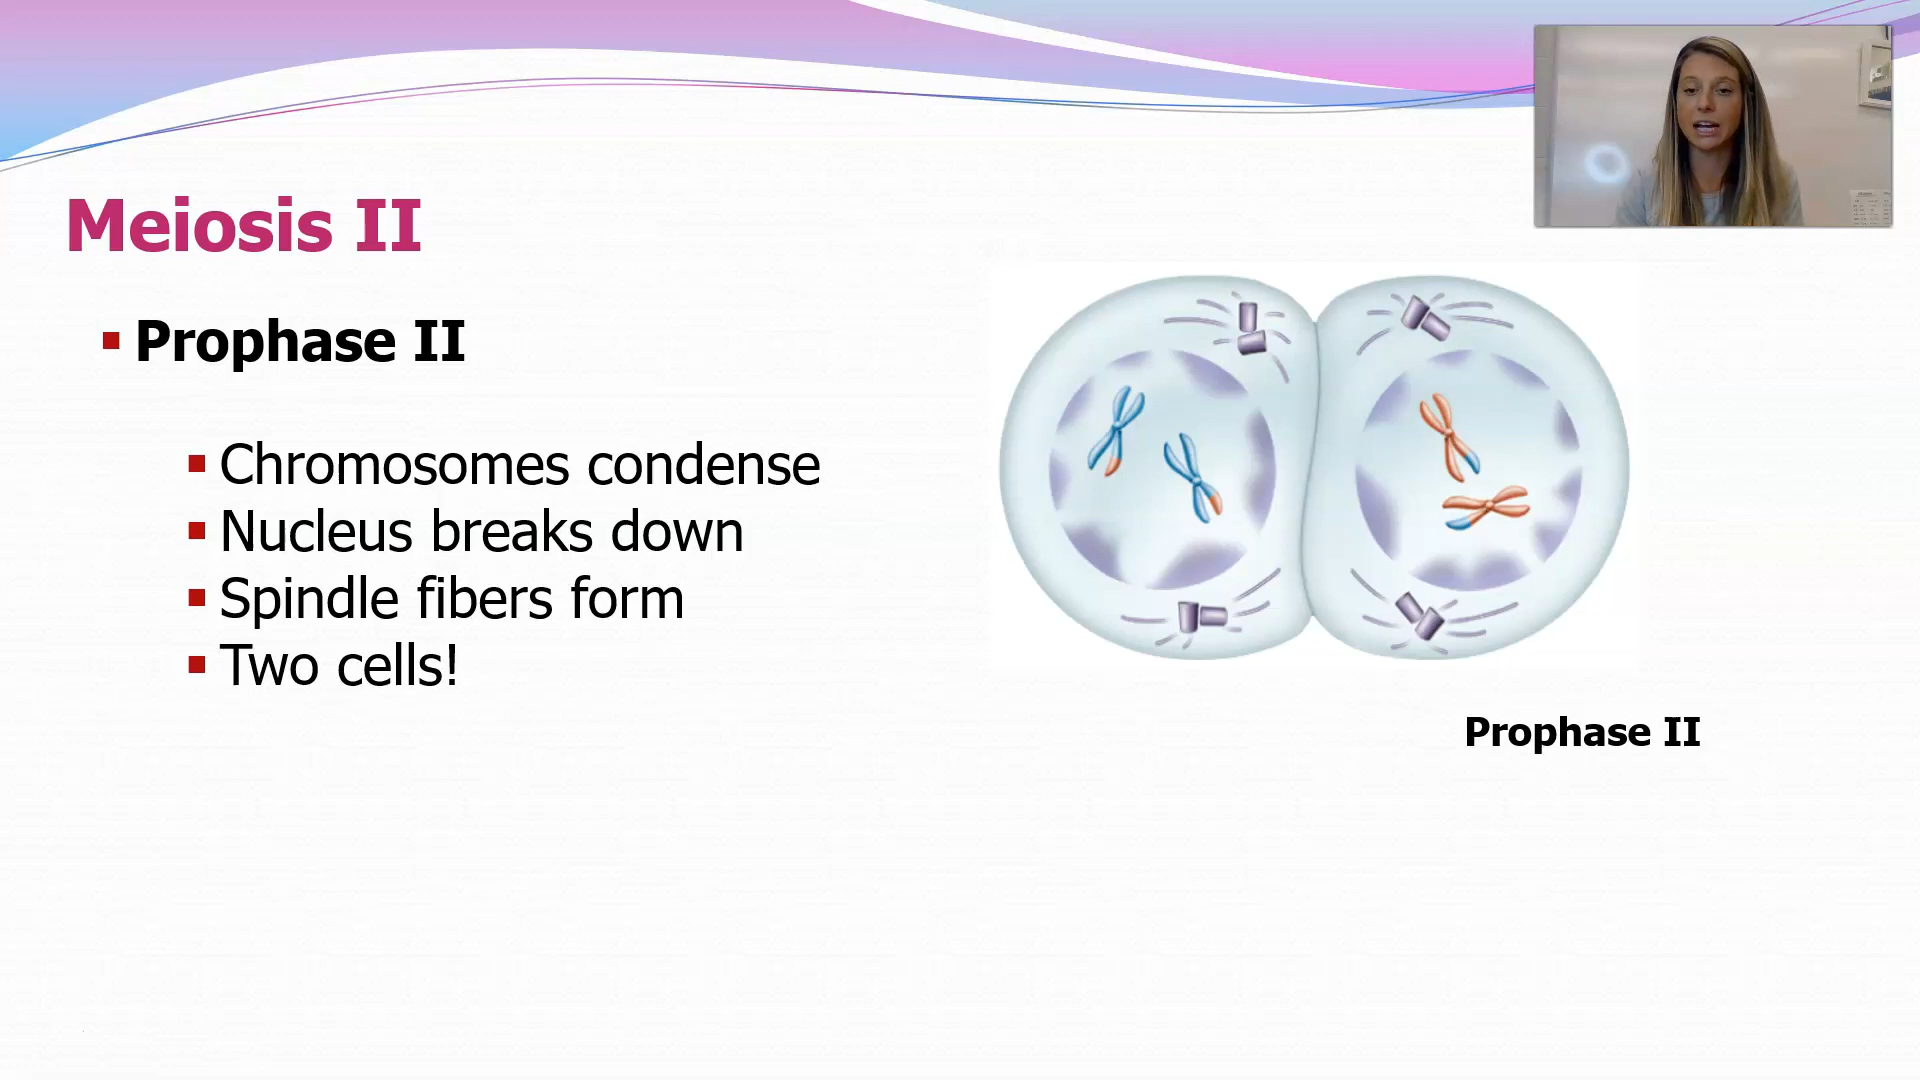 Meiosis II
Prophase II
Chromosomes condense
Nucleus breaks down
Spindle fibers form
Two cells!
Prophase II